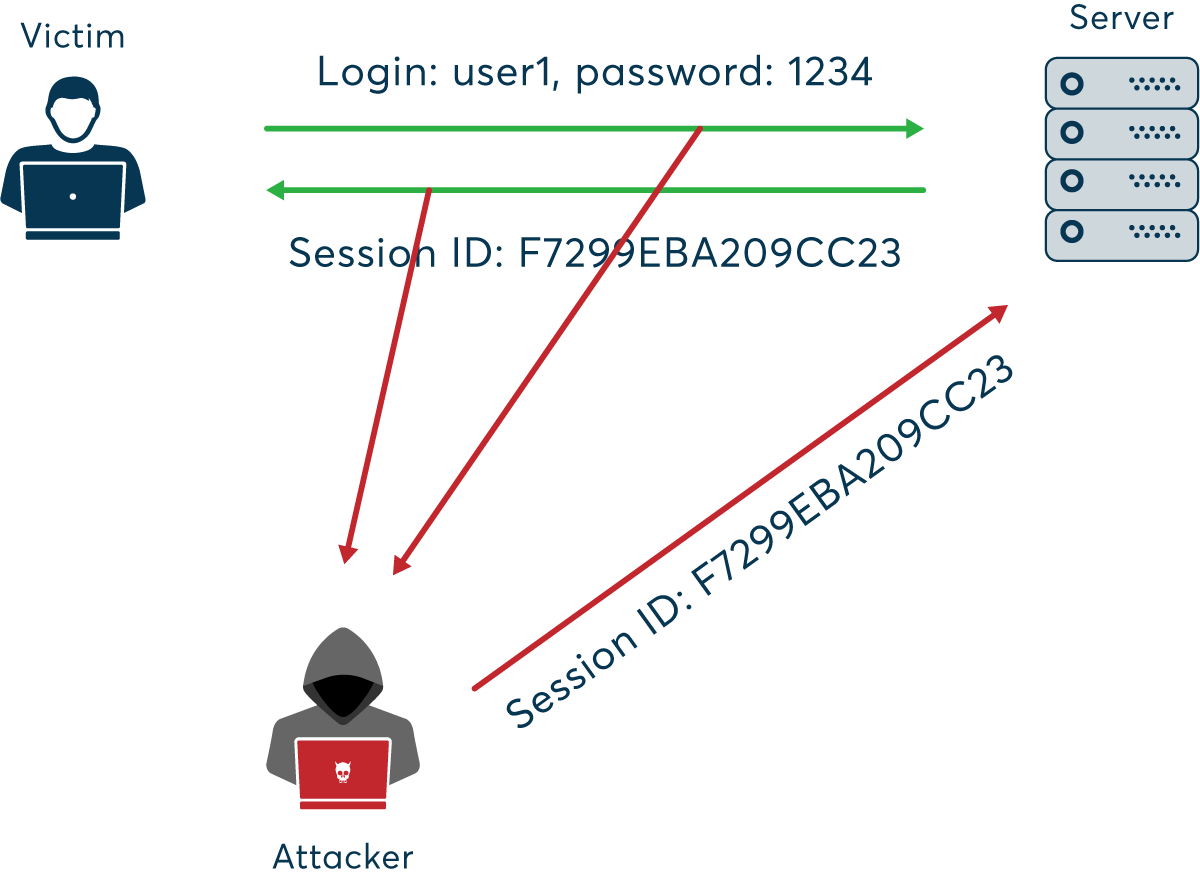 Victim
Server
Login: user1, password: 1234
Session ID: F7299EBA209CC23
Session ID: F7299EBA209CC23
Attacker